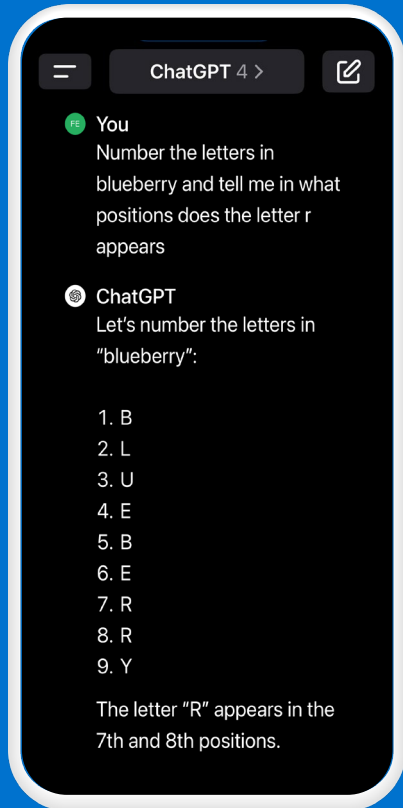 ChatGPT 4 >
FE
You
Number the letters in
blueberry and tell me in what
positions does the letter r
appears
ChatGPT
Let's number the letters in
"blueberry":
1. B
2. L
3. U
4. E
5. B
6. E
7. R
8. R
9. Y
The letter "R" appears in the
7th and 8th positions.